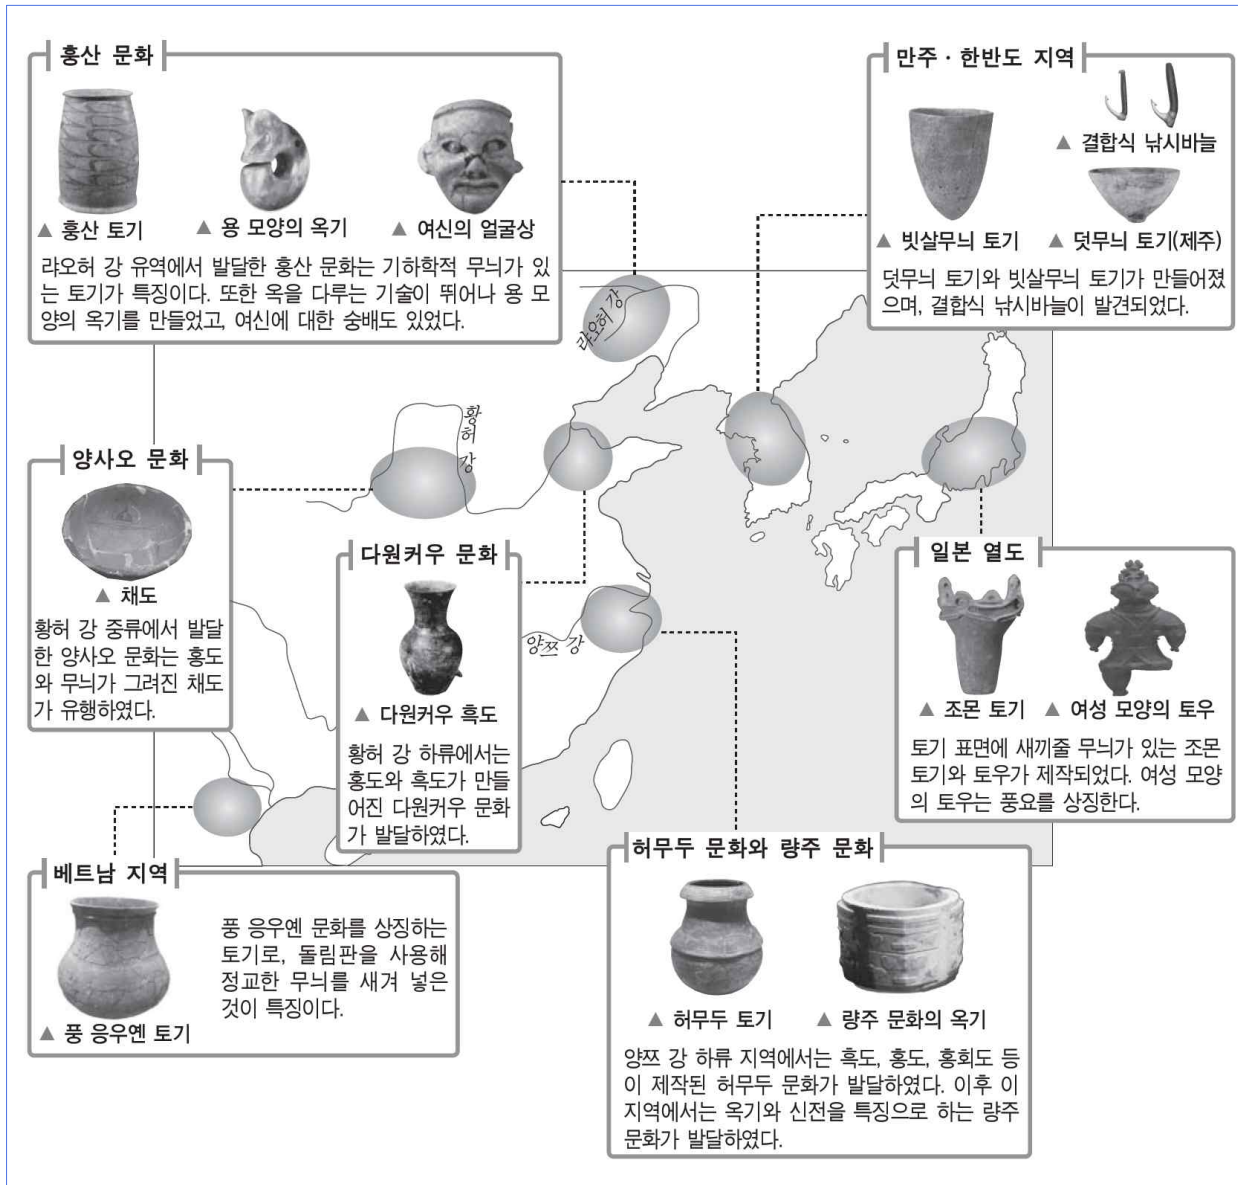 홍산 문화
▲ 홍산 토기
▲ 용 모양의 옥기
▲ 여신의 얼굴상
랴오허 강 유역에서 발달한 홍산 문화는 기하학적 무늬가 있
는 토기가 특징이다. 또한 옥을 다루는 기술이 뛰어나 용 모
양의 옥기를 만들었고, 여신에 대한 숭배도 있었다.
만주·한반도 지역
▲ 결합식 낚시바늘
▲ 빗살무늬 토기
▲ 덧무늬 토기(제주)
덧무늬 토기와 빗살무늬 토기가 만들어졌
으며, 결합식 낚시바늘이 발견되었다.
랴오허 강
황허 강
양쯔 강
양사오 문화
▲ 채도
황허 강 중류에서 발달
한 양사오 문화는 홍도
와 무늬가 그려진 채도
가 유행하였다.
다원커우 문화
▲ 다원커우 흑도
황허 강 하류에서는
홍도와 흑도가 만들
어진 다원커우 문화
가 발달하였다.
일본 열도
▲ 조몬 토기
▲ 여성 모양의 토우
토기 표면에 새끼줄 무늬가 있는 조몬
토기와 토우가 제작되었다. 여성 모양
의 토우는 풍요를 상징한다.
베트남 지역
▲ 풍 응우옌 토기
풍 응우옌 문화를 상징하는
토기로, 돌림판을 사용해
정교한 무늬를 새겨 넣은
것이 특징이다.
허무두 문화와 량주 문화
▲ 허무두 토기
▲ 량주 문화의 옥기
양쯔 강 하류 지역에서는 흑도, 홍도, 홍회도 등
이 제작된 허무두 문화가 발달하였다. 이후 이
지역에서는 옥기와 신전을 특징으로 하는 량주
문화가 발달하였다.